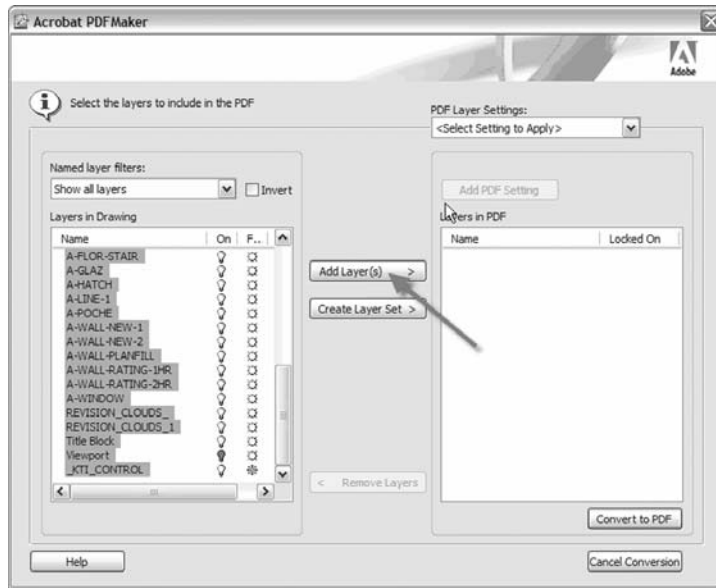 Acrobat PDFMaker
Adobe
Select the layers to include in the PDF
PDF Layer Settings:
<Select Setting to Apply>
Named layer filters:
Show all layers
Invert
Add PDF Setting
Layers in Drawing
Layers in PDF
Name On F...
Name Locked On
A-FLOR-STAIR
A-GLAZ
A-HATCH
A-LINE-1
A-POCHE
A-WALL-NEW-1
A-WALL-NEW-2
A-WALL-PLANFILL
A-WALL-RATING-1HR
A-WALL-RATING-2HR
A-WINDOW
REVISION_CLOUDS_
REVISION_CLOUDS_1
Title Block
Viewport
_KTI_CONTROL
Add Layer(s) >
Create Layer Set >
< Remove Layers
Convert to PDF
Help
Cancel Conversion